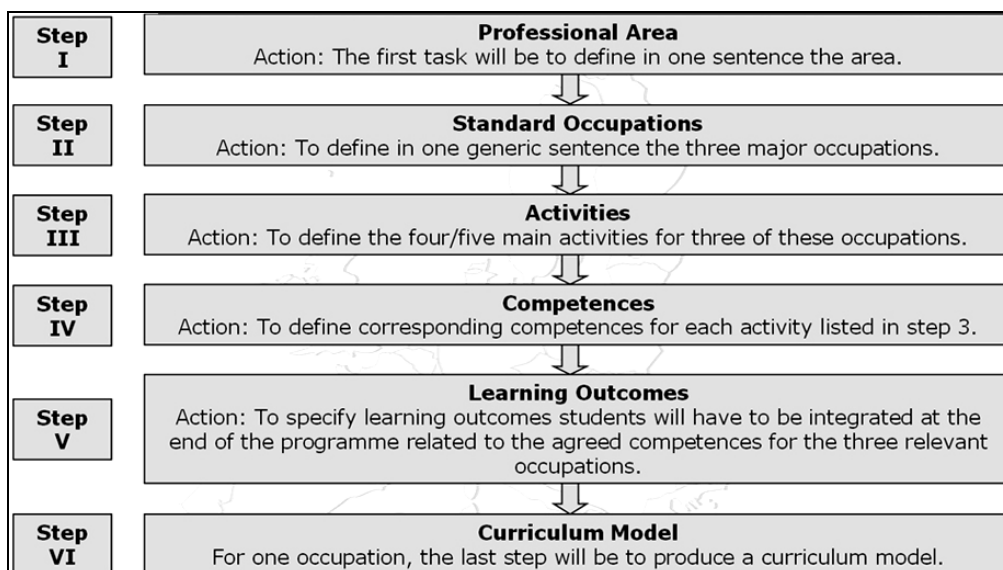 Step
I
Professional Area
Action: The first task will be to define in one sentence the area.
Step
II
Standard Occupations
Action: To define in one generic sentence the three major occupations.
Step
III
Activities
Action: To define the four/five main activities for three of these occupations.
Step
IV
Competences
Action: To define corresponding competences for each activity listed in step 3.
Step
V
Learning Outcomes
Action: To specify learning outcomes students will have to be integrated at the
end of the programme related to the agreed competences for the three relevant
occupations.
Step
VI
Curriculum Model
For one occupation, the last step will be to produce a curriculum model.